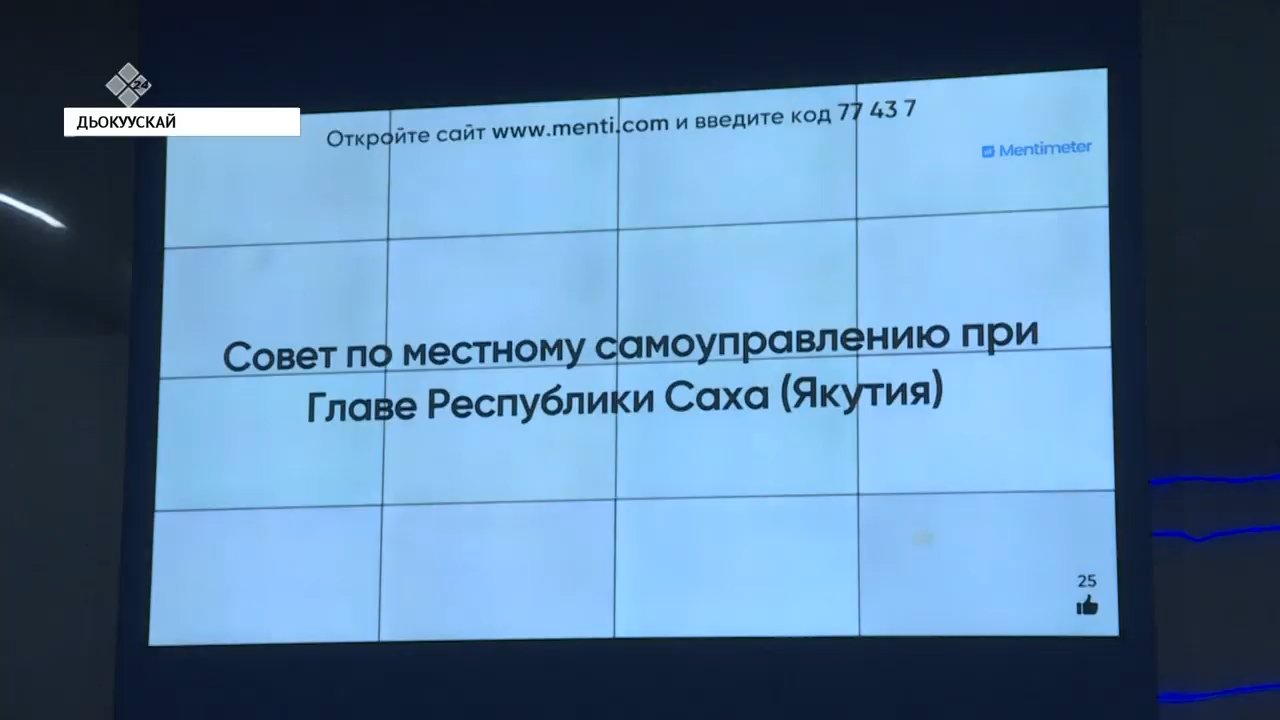 24
ДЬОКУУСКАЙ
Откройте сайт www.menti.com и введите код 77 43 7
Mentimeter
Совет по местному самоуправлению при
Главе Республики Саха (Якутия)
25